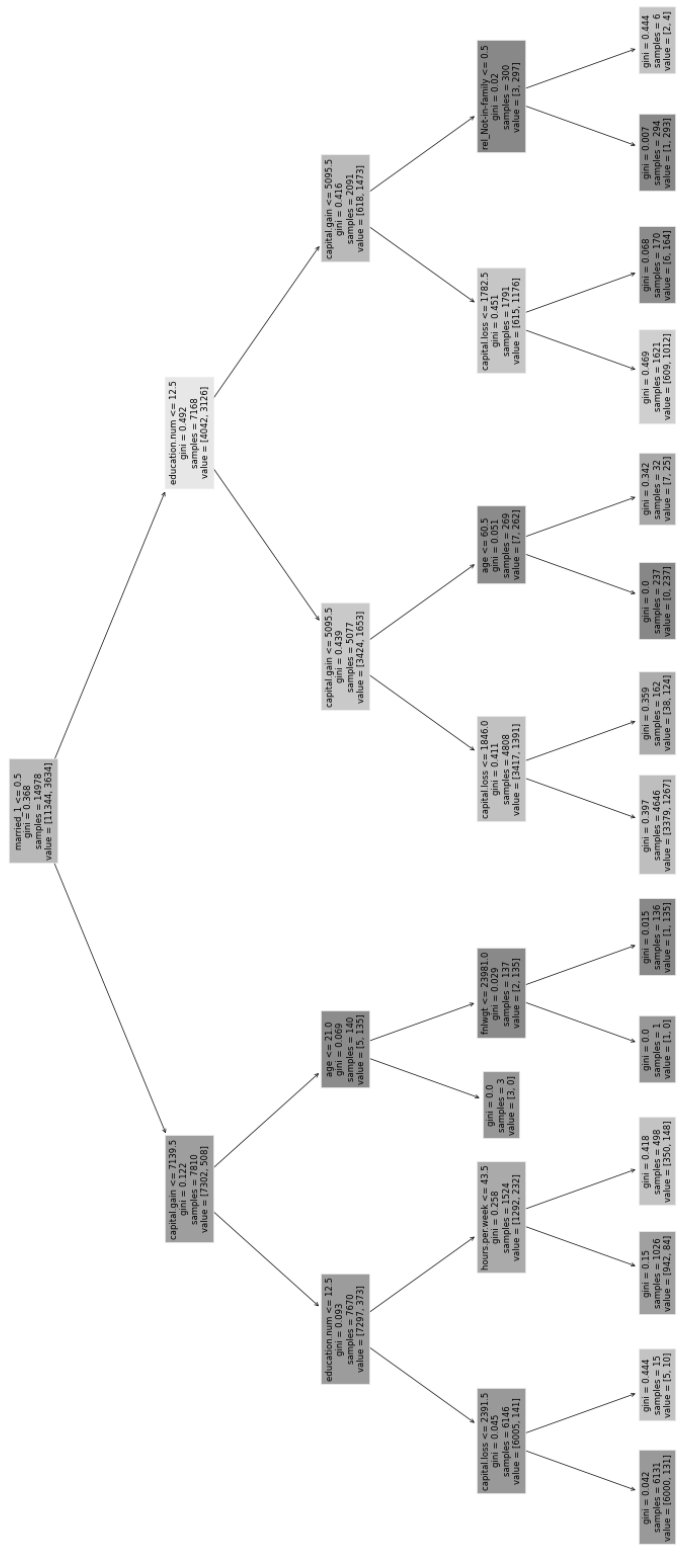 married_1 <= 0.5
gini = 0.368
samples = 14978
value = [11344, 3634]
capital.gain <= 7139.5
gini = 0.122
samples = 7810
value = [7302, 508]
education.num <= 12.5
gini = 0.492
samples = 7168
value = [4042, 3126]
education.num <= 12.5
gini = 0.093
samples = 7670
value = [7297, 373]
age <= 21.0
gini = 0.069
samples = 140
value = [5, 135]
capital.gain <= 5095.5
gini = 0.439
samples = 5077
value = [3424, 1653]
capital.gain <= 5095.5
gini = 0.416
samples = 2091
value = [618, 1473]
capital.loss <= 2391.5
gini = 0.045
samples = 6146
value = [6005, 141]
hours.per.week <= 43.5
gini = 0.258
samples = 1524
value = [1292, 232]
gini = 0.0
samples = 3
value = [3, 0]
fnlwgt <= 23981.0
gini = 0.029
samples = 137
value = [2, 135]
capital.loss <= 1846.0
gini = 0.411
samples = 4808
value = [3417, 1391]
age <= 60.5
gini = 0.051
samples = 269
value = [7, 262]
capital.loss <= 1782.5
gini = 0.451
samples = 1791
value = [615, 1176]
rel_Not-in-family <= 0.5
gini = 0.02
samples = 300
value = [3, 297]
gini = 0.042
samples = 6131
value = [6000, 131]
gini = 0.444
samples = 15
value = [5, 10]
gini = 0.15
samples = 1026
value = [942, 84]
gini = 0.418
samples = 498
value = [350, 148]
gini = 0.0
samples = 1
value = [1, 0]
gini = 0.015
samples = 136
value = [1, 135]
gini = 0.397
samples = 4646
value = [3379, 1267]
gini = 0.359
samples = 162
value = [38, 124]
gini = 0.0
samples = 237
value = [0, 237]
gini = 0.342
samples = 32
value = [7, 25]
gini = 0.469
samples = 1621
value = [609, 1012]
gini = 0.068
samples = 170
value = [6, 164]
gini = 0.007
samples = 294
value = [1, 293]
gini = 0.444
samples = 6
value = [2, 4]